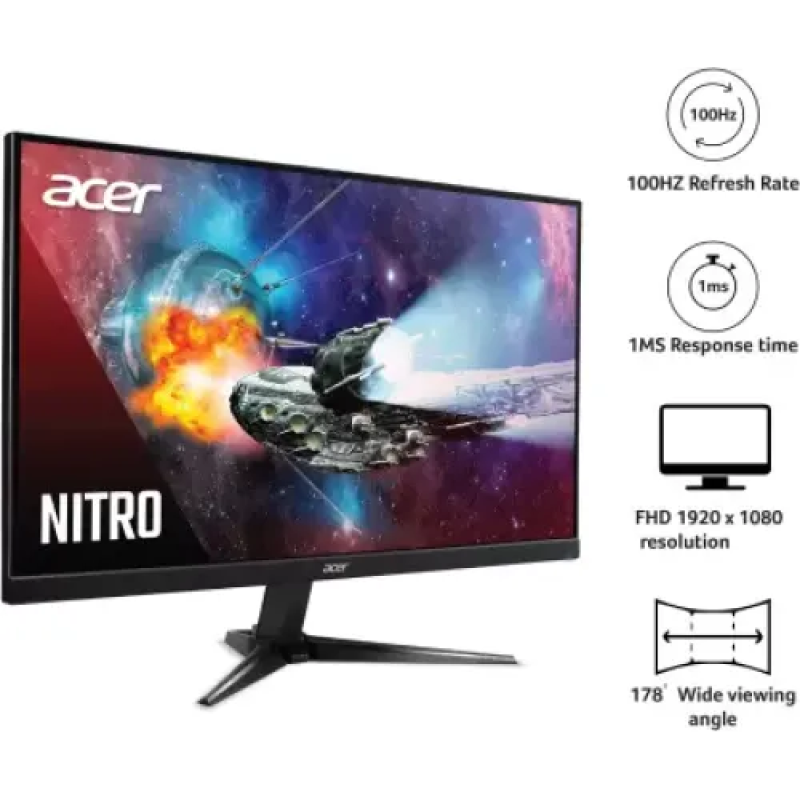 acer
NITRO
acer
100Hz
100HZ Refresh Rate
1ms
1MS Response time
FHD 1920 x 1080
resolution
178° Wide viewing
angle